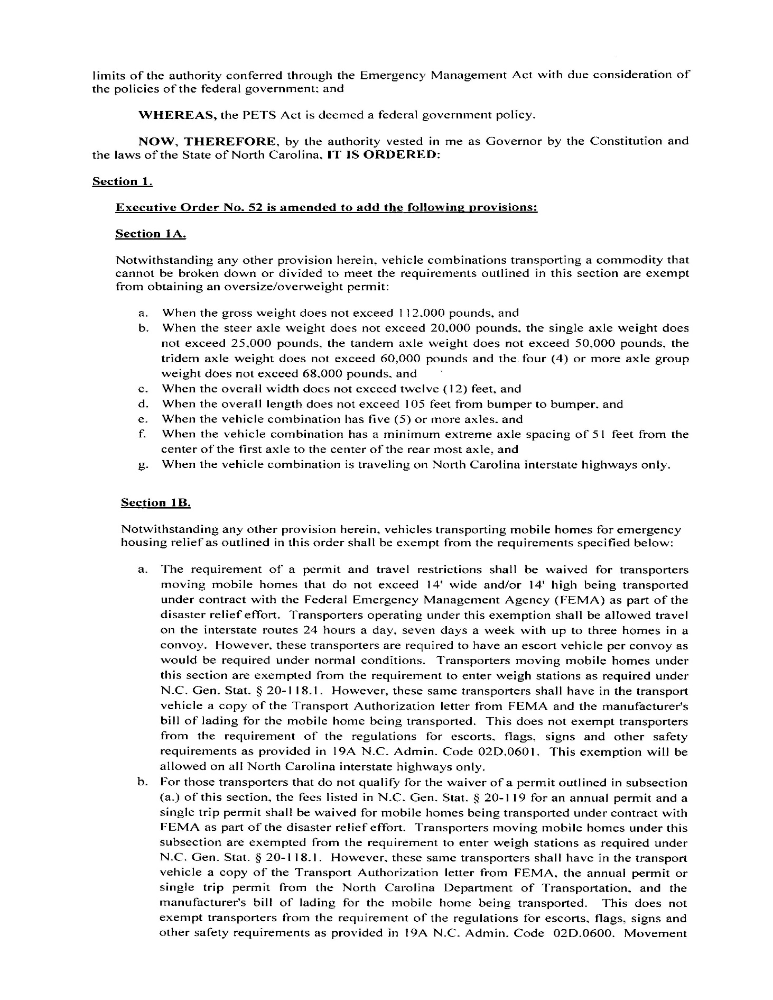 limits of the authority conferred through the Emergency Management Act with due consideration of
the policies of the federal government; and
WHEREAS, the PETS Act is deemed a federal government policy.
NOW, THEREFORE, by the authority vested in me as Governor by the Constitution and
the laws of the State of North Carolina, IT IS ORDERED:
Section 1.
Executive Order No. 52 is amended to add the following provisions:
Section 1A.
Notwithstanding any other provision herein, vehicle combinations transporting a commodity that
cannot be broken down or divided to meet the requirements outlined in this section are exempt
from obtaining an oversize/overweight permit:
a. When the gross weight does not exceed 112,000 pounds, and
b. When the steer axle weight does not exceed 20,000 pounds, the single axle weight does
not exceed 25,000 pounds, the tandem axle weight does not exceed 50,000 pounds, the
tridem axle weight does not exceed 60,000 pounds and the four (4) or more axle group
weight does not exceed 68,000 pounds, and
c. When the overall width does not exceed twelve (12) feet, and
d. When the overall length does not exceed 105 feet from bumper to bumper, and
e. When the vehicle combination has five (5) or more axles, and
f. When the vehicle combination has a minimum extreme axle spacing of 51 feet from the
center of the first axle to the center of the rear most axle, and
g. When the vehicle combination is traveling on North Carolina interstate highways only.
Section 1B.
Notwithstanding any other provision herein, vehicles transporting mobile homes for emergency
housing relief as outlined in this order shall be exempt from the requirements specified below:
a. The requirement of a permit and travel restrictions shall be waived for transporters
moving mobile homes that do not exceed 14' wide and/or 14' high being transported
under contract with the Federal Emergency Management Agency (FEMA) as part of the
disaster relief effort. Transporters operating under this exemption shall be allowed travel
on the interstate routes 24 hours a day, seven days a week with up to three homes in a
convoy. However, these transporters are required to have an escort vehicle per convoy as
would be required under normal conditions. Transporters moving mobile homes under
this section are exempted from the requirement to enter weigh stations as required under
N.C. Gen. Stat. § 20-118.1. However, these same transporters shall have in the transport
vehicle a copy of the Transport Authorization letter from FEMA and the manufacturer's
bill of lading for the mobile home being transported. This does not exempt transporters
from the requirement of the regulations for escorts, flags, signs and other safety
requirements as provided in 19A N.C. Admin. Code 02D.0601. This exemption will be
allowed on all North Carolina interstate highways only.
b. For those transporters that do not qualify for the waiver of a permit outlined in subsection
(a.) of this section, the fees listed in N.C. Gen. Stat. § 20-119 for an annual permit and a
single trip permit shall be waived for mobile homes being transported under contract with
FEMA as part of the disaster relief effort. Transporters moving mobile homes under this
subsection are exempted from the requirement to enter weigh stations as required under
N.C. Gen. Stat. § 20-118.1. However, these same transporters shall have in the transport
vehicle a copy of the Transport Authorization letter from FEMA, the annual permit or
single trip permit from the North Carolina Department of Transportation, and the
manufacturer's bill of lading for the mobile home being transported. This does not
exempt transporters from the requirement of the regulations for escorts, flags, signs and
other safety requirements as provided in 19A N.C. Admin. Code 02D.0600. Movement